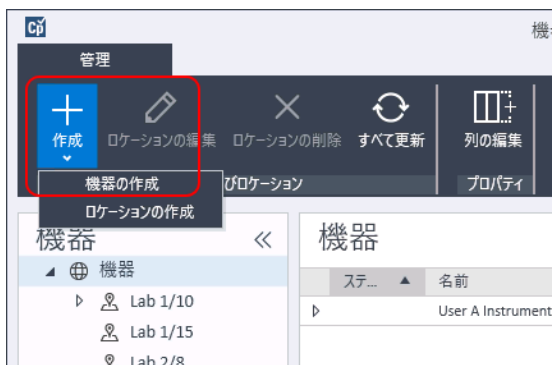 Cp
機
管理
作成 ロケーションの編集 ロケーションの削除 すべて更新 列の編集
機器の作成 びロケーション プロパティ
ロケーションの作成
機器 機器
機器
ステ... 名前
Lab 1/10
User A Instrument
Lab 1/15
Lab 2/8